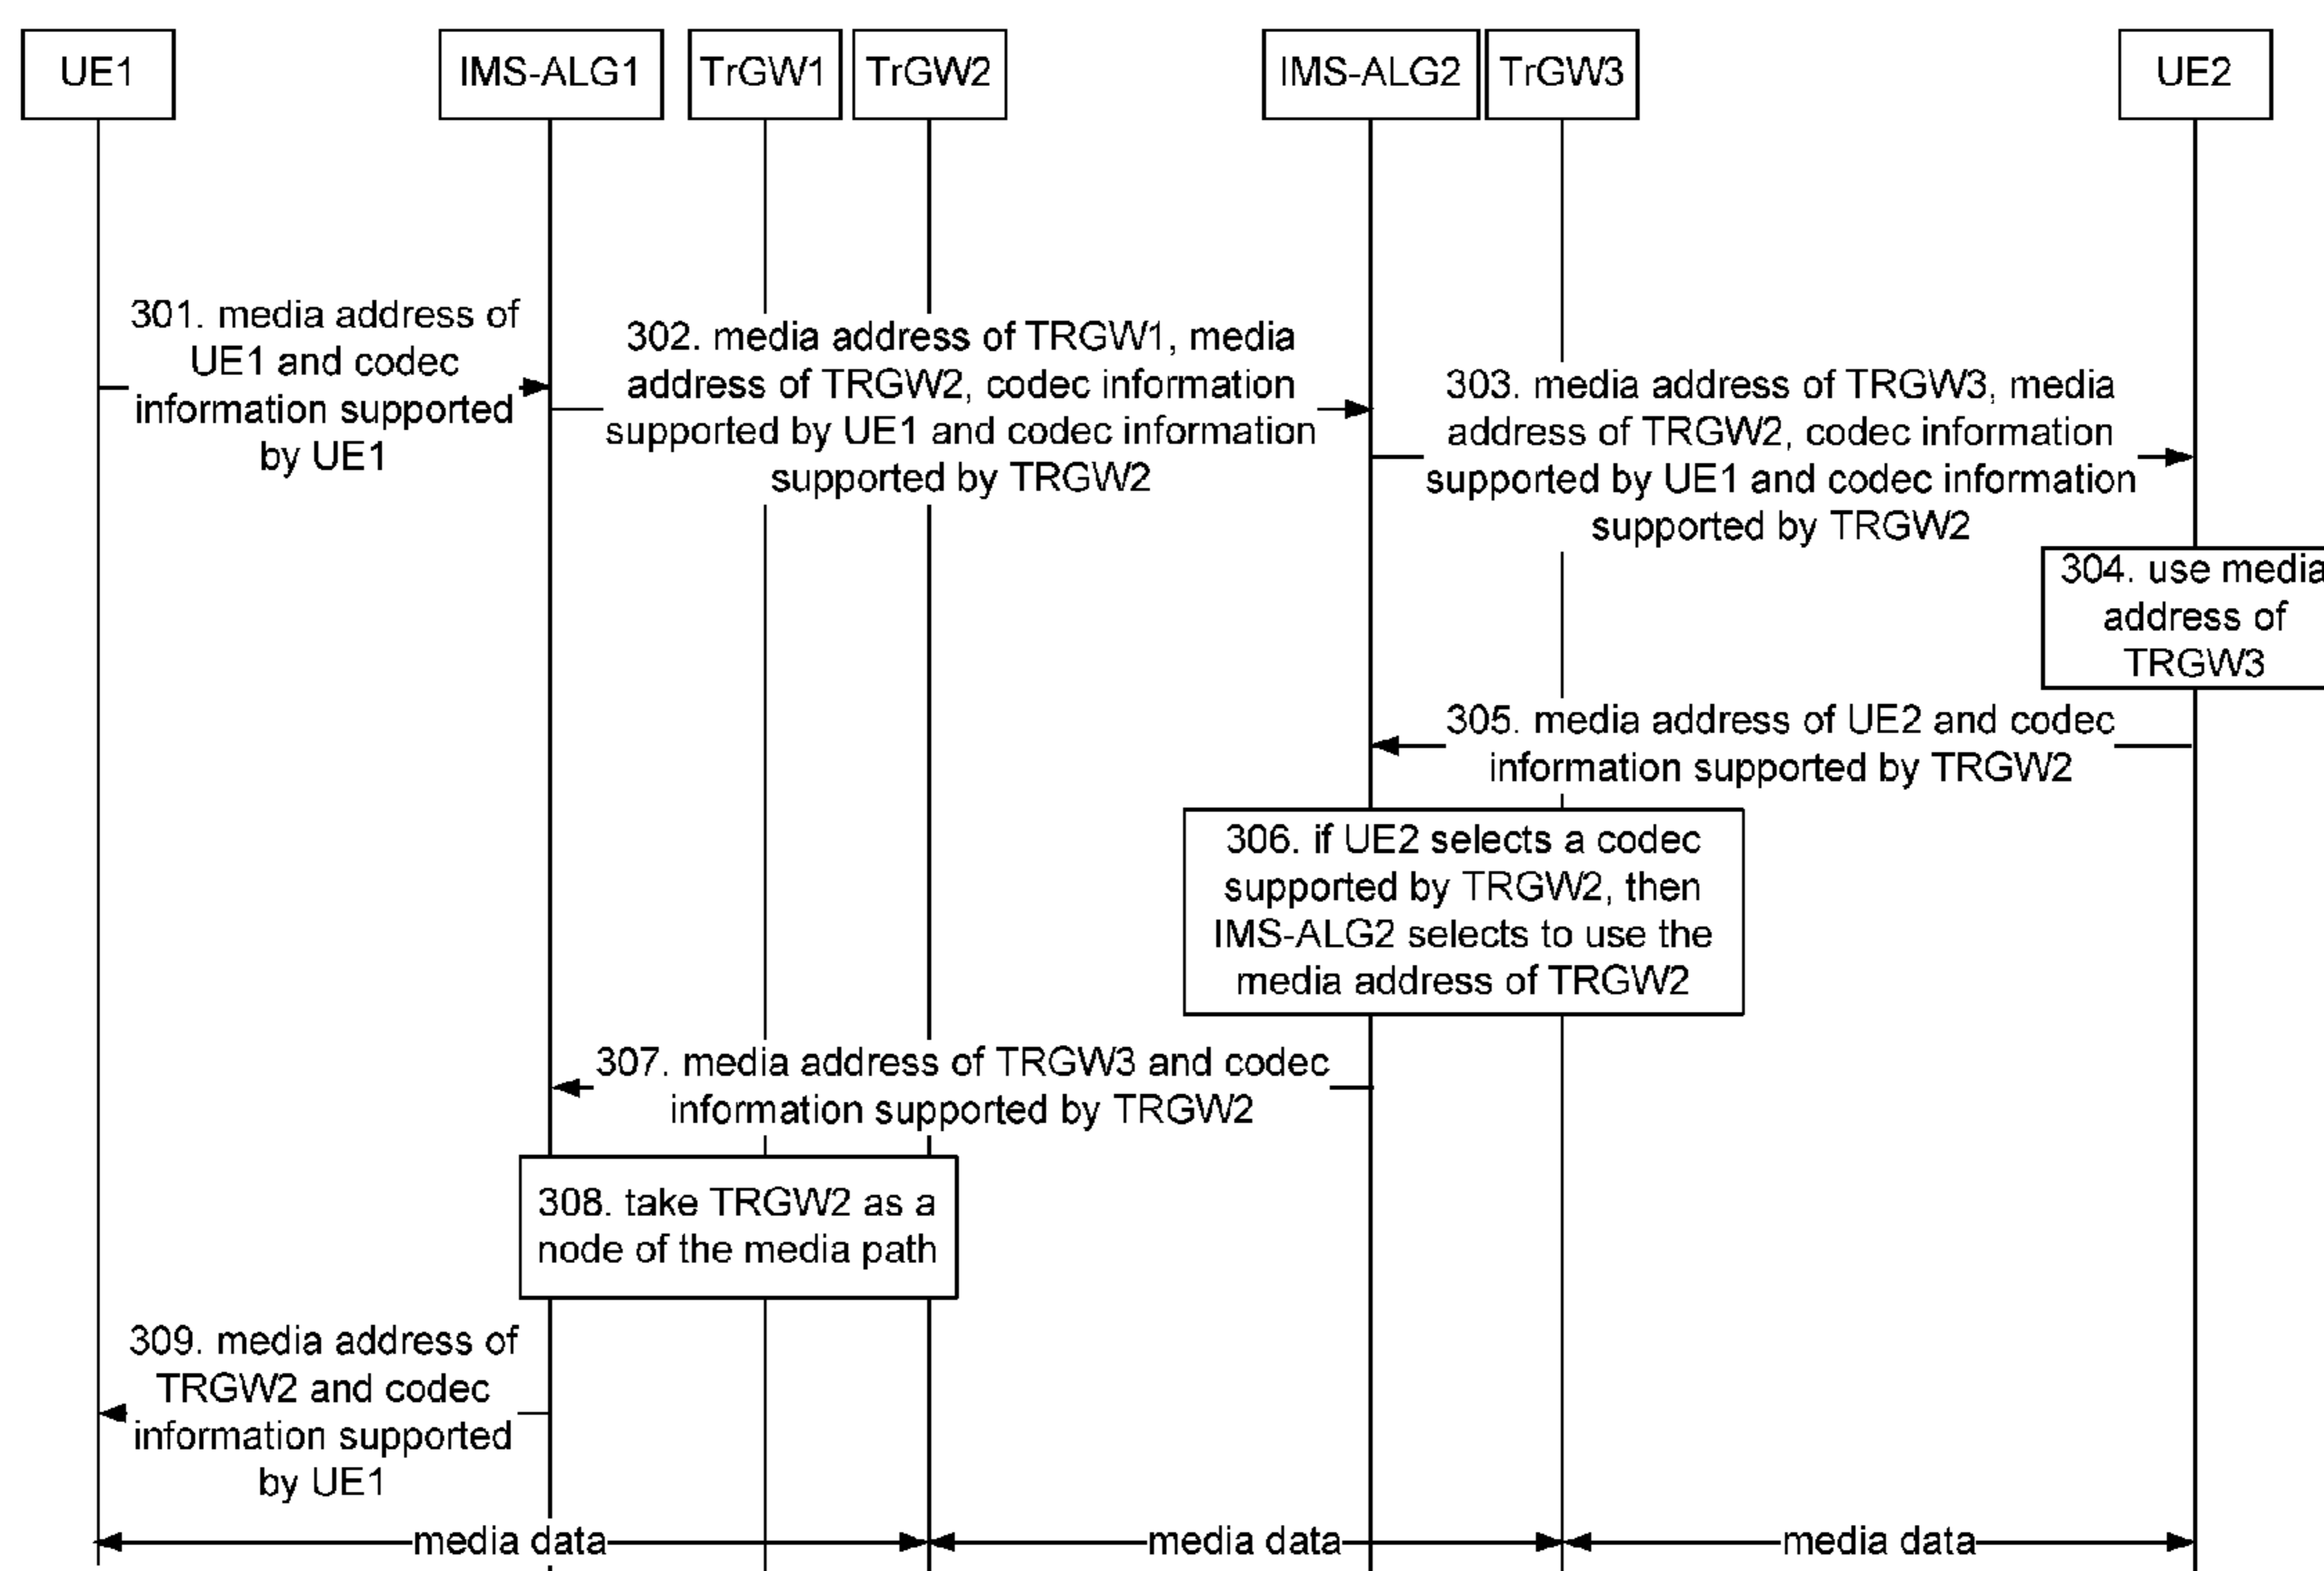 UE1
IMS-ALG1
TrGW1
TrGW2
IMS-ALG2
TrGW3
UE2
301. media address of
UE1 and codec
information supported
by UE1
302. media address of TRGW1, media
address of TRGW2, codec information
supported by UE1 and codec information
supported by TRGW2
303. media address of TRGW3, media
address of TRGW2, codec information
supported by UE1 and codec information
supported by TRGW2
304. use media
address of
TRGW3
305. media address of UE2 and codec
information supported by TRGW2
306. if UE2 selects a codec
supported by TRGW2, then
IMS-ALG2 selects to use the
media address of TRGW2
307. media address of TRGW3 and codec
information supported by TRGW2
308. take TRGW2 as a
node of the media path
309. media address of
TRGW2 and codec
information supported
by UE1
media data
media data
media data